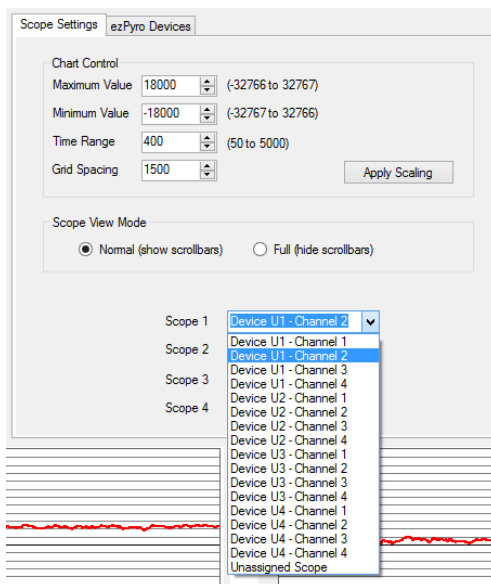 Scope Settings ezPyro Devices
Chart Control
Maximum Value 18000 (-32766 to 32767)
Minimum Value -18000 (-32767 to 32766)
Time Range 400 (50 to 5000)
Grid Spacing 1500 Apply Scaling
Scope View Mode
Normal (show scrollbars) Full (hide scrollbars)
Scope 1 Device U1 - Channel 2
Device U1 - Channel 1
Scope 2 Device U1 - Channel 2
Device U1 - Channel 3
Scope 3 Device U1 - Channel 4
Device U2 - Channel 1
Scope 4 Device U2 - Channel 2
Device U2 - Channel 3
Device U2 - Channel 4
Device U3 - Channel 1
Device U3 - Channel 2
Device U3 - Channel 3
Device U3 - Channel 4
Device U4 - Channel 1
Device U4 - Channel 2
Device U4 - Channel 3
Device U4 - Channel 4
Unassigned Scope